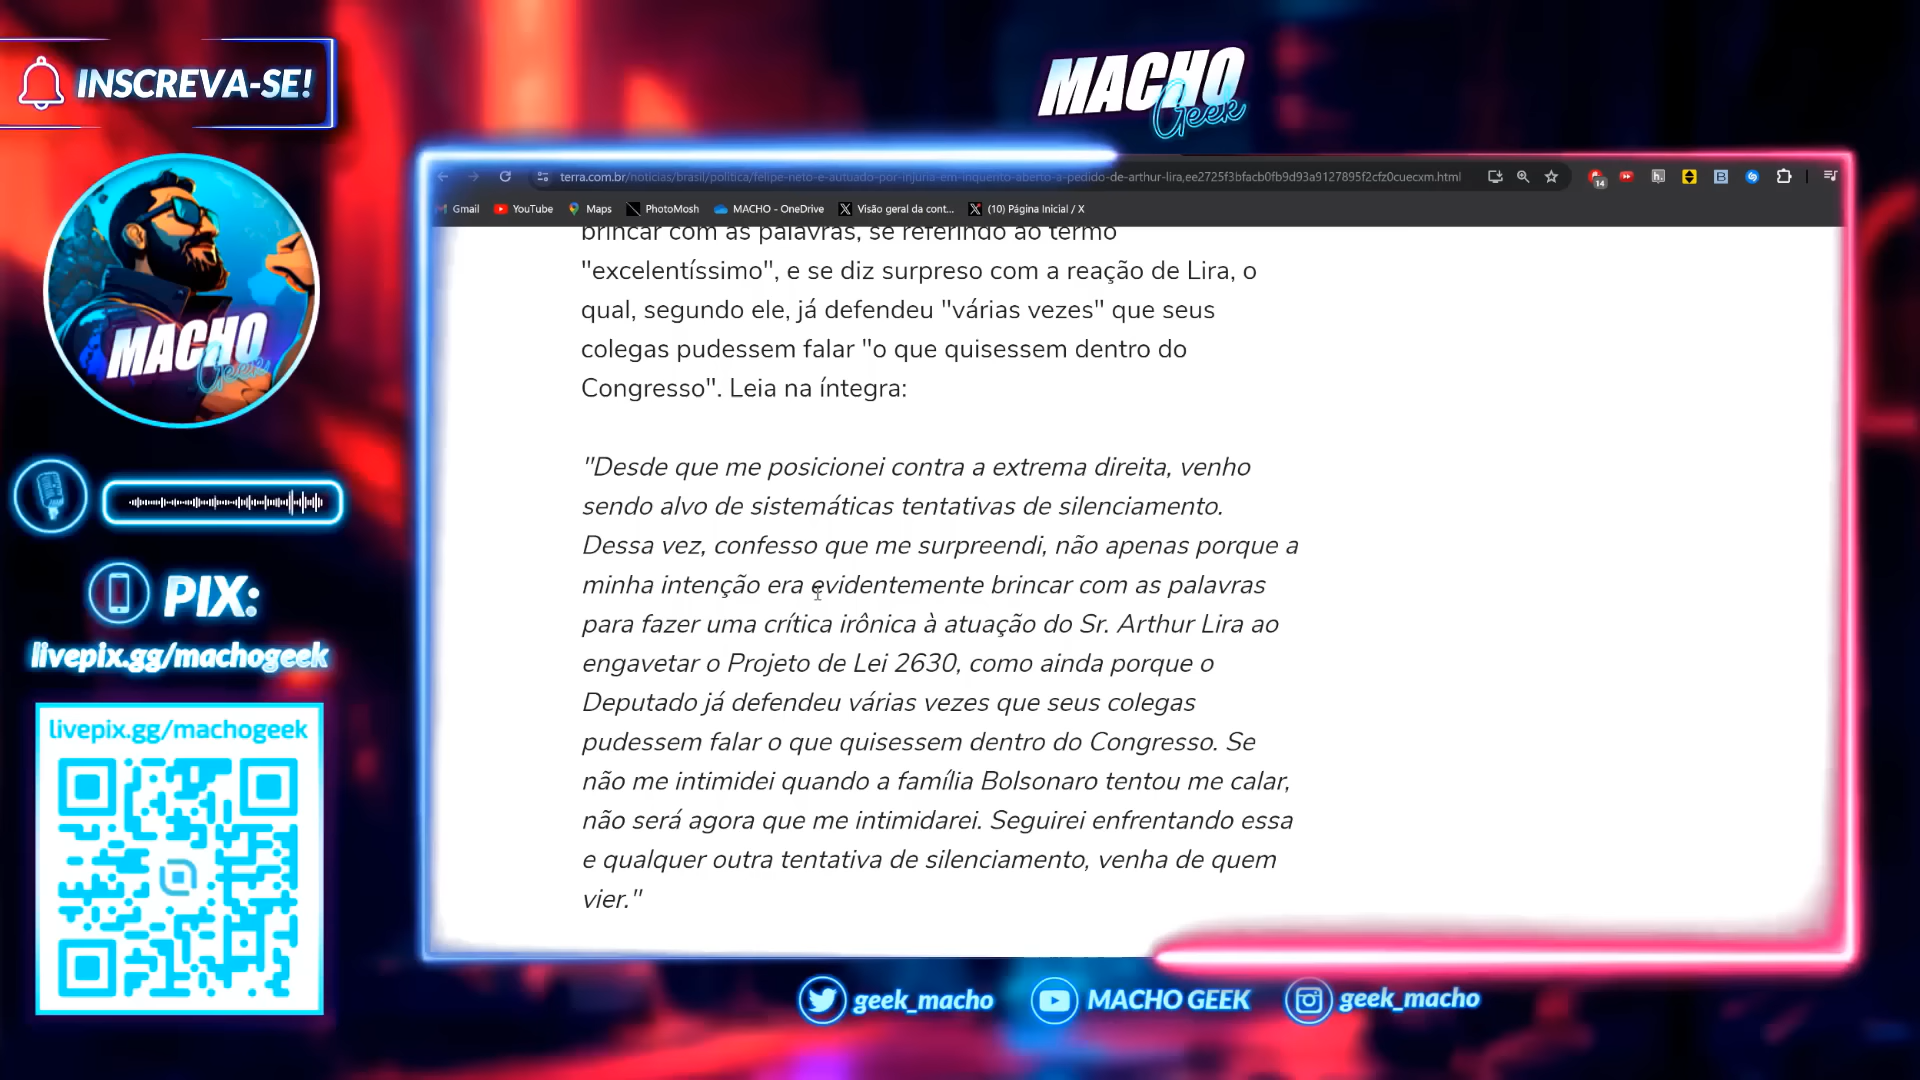 INSCREVA-SE!
MACHO
Geek
MACHO
Geek
PIX:
livepix.gg/machogeek
livepix.gg/machogeek
terra.com.br/noticias/brasil/politica/felipe-neto-e-autuado-por-injuria-em-inquerito-aberto-a-pedido-de-arthur-lira,ee2725f3bfacb0fb9d93a9127895f2cfz0cuecxm.html
14
Gmail YouTube Maps PhotoMosh MACHO - OneDrive Visão geral da cont... (10) Página Inicial / X
brincar com as palavras, se referindo ao termo
"excelentíssimo", e se diz surpreso com a reação de Lira, o
qual, segundo ele, já defendeu "várias vezes" que seus
colegas pudessem falar "o que quisessem dentro do
Congresso". Leia na íntegra:
"Desde que me posicionei contra a extrema direita, venho
sendo alvo de sistemáticas tentativas de silenciamento.
Dessa vez, confesso que me surpreendi, não apenas porque a
minha intenção era evidentemente brincar com as palavras
para fazer uma crítica irônica à atuação do Sr. Arthur Lira ao
engavetar o Projeto de Lei 2630, como ainda porque o
Deputado já defendeu várias vezes que seus colegas
pudessem falar o que quisessem dentro do Congresso. Se
não me intimidei quando a família Bolsonaro tentou me calar,
não será agora que me intimidarei. Seguirei enfrentando essa
e qualquer outra tentativa de silenciamento, venha de quem
vier."
geek_macho MACHO GEEK geek_macho